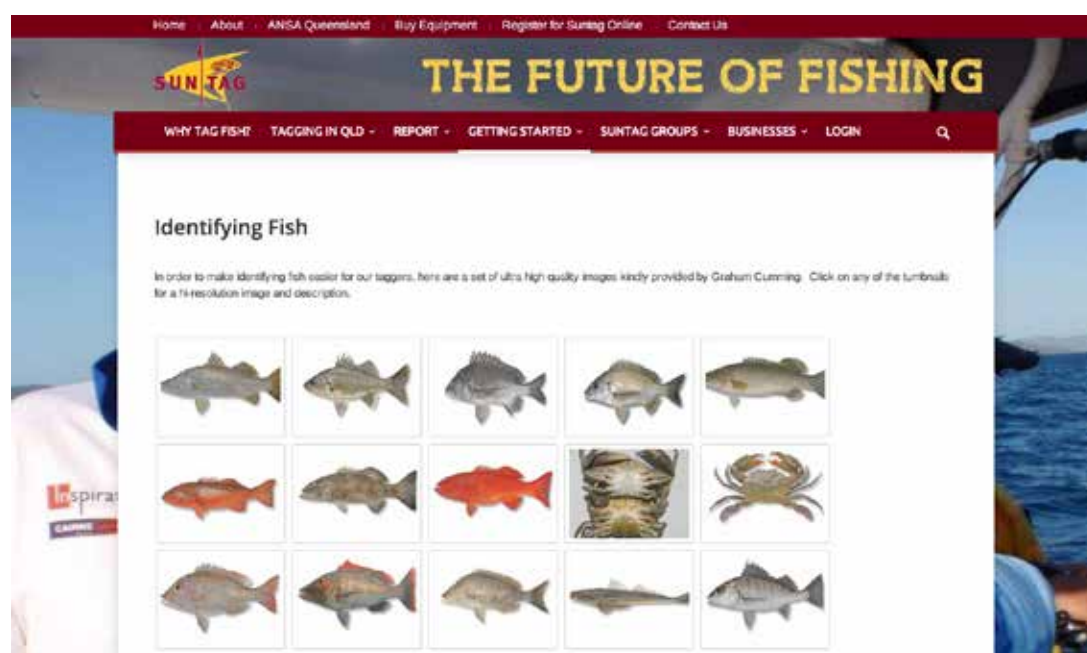 Home About ANSA Queensland Buy Equipment Register for Suntag Online Contact Us
SUNTAG
THE FUTURE OF FISHING
WHY TAG FISH? TAGGING IN QLD REPORT GETTING STARTED SUNTAG GROUPS BUSINESSES LOGIN
Identifying Fish
In order to make identifying fish easier for our taggers, here are a set of ultra high quality images kindly provided by Graham Cumming. Click on any of the tumbnails
for a hi-resolution image and description.
Inspira
CAIRNS